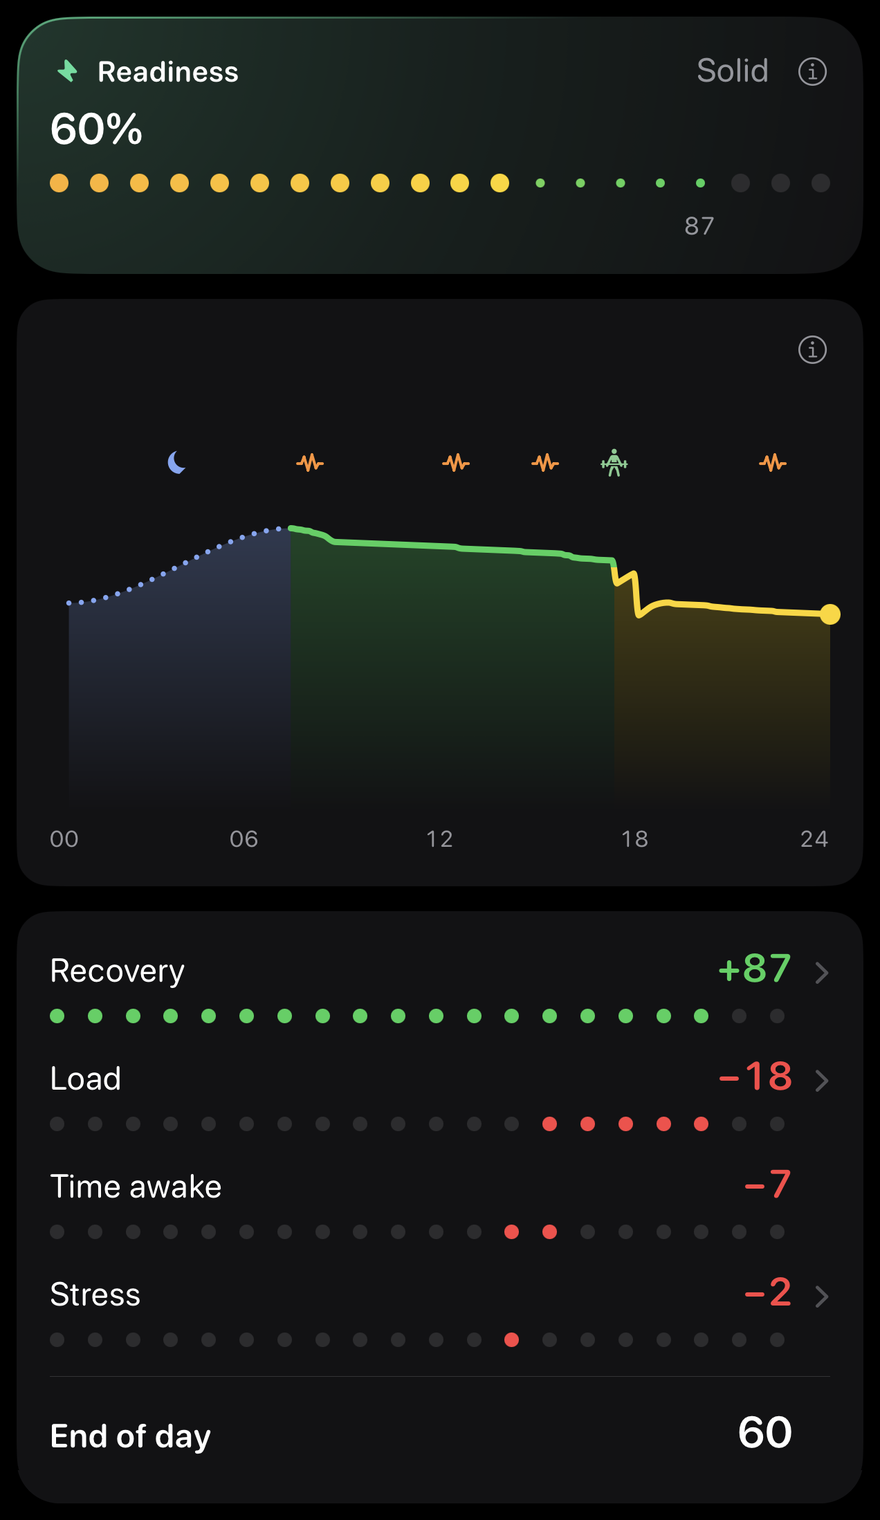 Readiness Solid
60%
87
00 06 12 18 24
Recovery +87
Load −18
Time awake −7
Stress −2
End of day 60